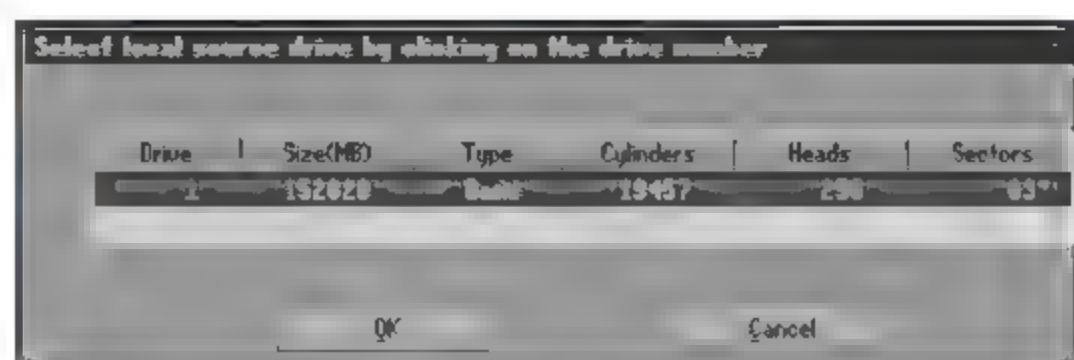 Select local source drive by clicking on the drive number
Drive Size(MB) Type Cylinders Heads Sectors
1 19457
OK Cancel